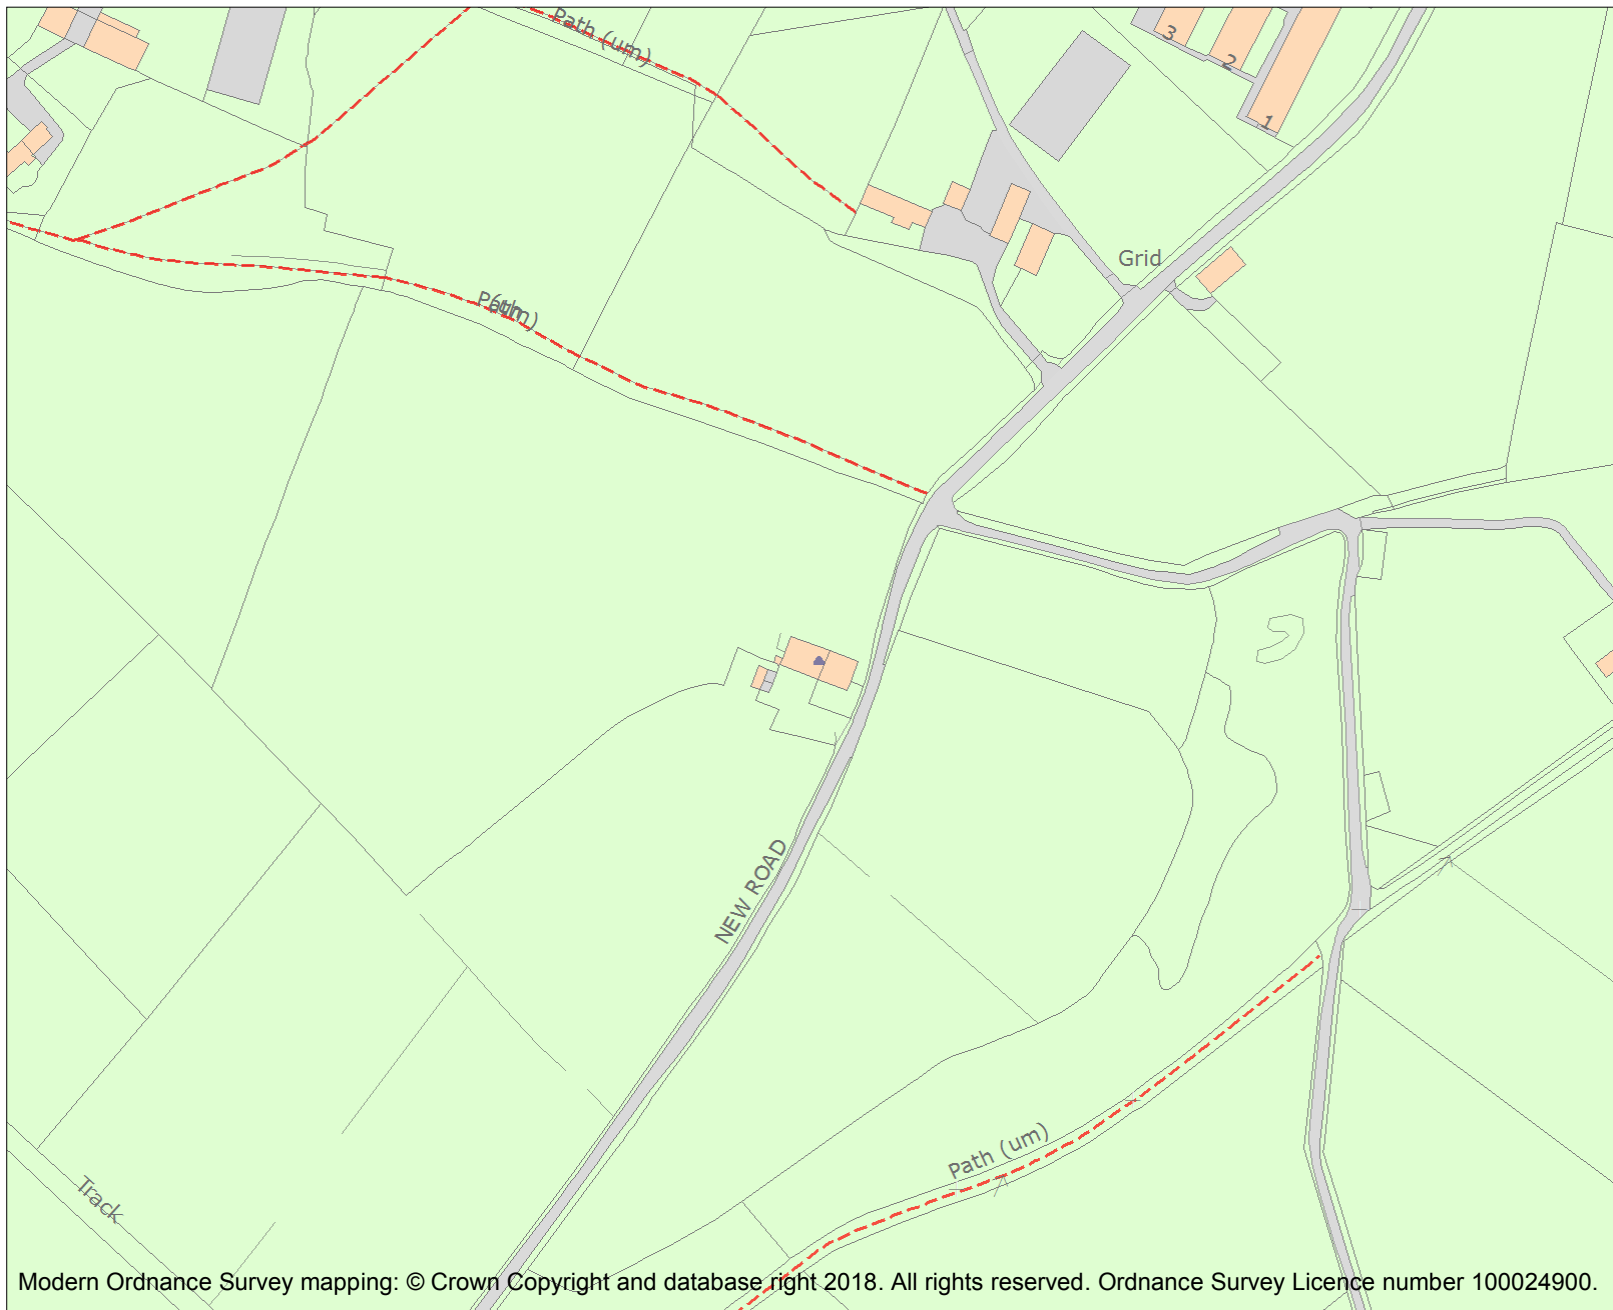 Path (um)
3
2
1
Grid
Path
(um)
NEW ROAD
Path (um)
Track
Modern Ordnance Survey mapping: © Crown Copyright and database right 2018. All rights reserved. Ordnance Survey Licence number 100024900.